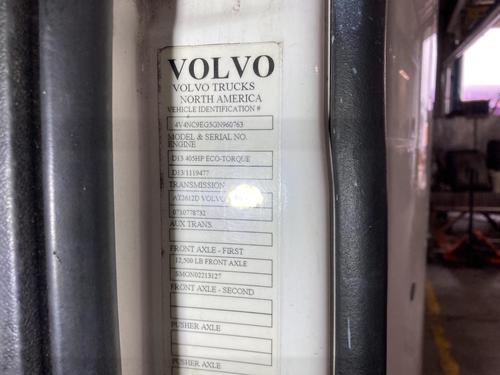 VOLVO
VOLVO TRUCKS
NORTH AMERICA
VEHICLE IDENTIFICATION #
4V4NC9EG5GN960763
MODEL & SERIAL NO.
ENGINE
D13 405HP ECO-TORQUE
D13/1119477
TRANSMISSION
AT2612D VOLVO
0710778732
AUX TRANS.
FRONT AXLE - FIRST
12,500 LB FRONT AXLE
SMON02213127
FRONT AXLE - SECOND
PUSHER AXLE
PUSHER AXLE